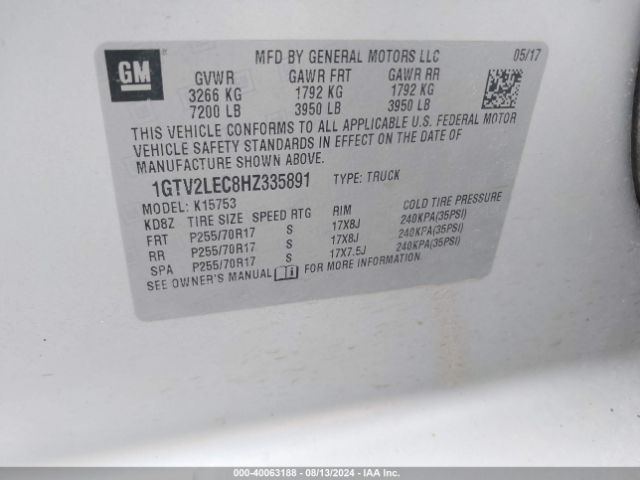 GM
MFD BY GENERAL MOTORS LLC 05/17
GVWR GAWR FRT GAWR RR
3266 KG 1792 KG 1792 KG
7200 LB 3950 LB 3950 LB
THIS VEHICLE CONFORMS TO ALL APPLICABLE U.S. FEDERAL MOTOR
VEHICLE SAFETY STANDARDS IN EFFECT ON THE DATE OF
MANUFACTURE SHOWN ABOVE.
1GTV2LEC8HZ335891 TYPE: TRUCK
MODEL: K15753
KD8Z TIRE SIZE SPEED RTG RIM COLD TIRE PRESSURE
FRT P255/70R17 S 17X8J 240KPA(35PSI)
RR P255/70R17 S 17X8J 240KPA(35PSI)
SPA P255/70R17 S 17X7.5J 240KPA(35PSI)
SEE OWNER'S MANUAL FOR MORE INFORMATION.
000-40063188 - 08/13/2024 - IAA Inc.